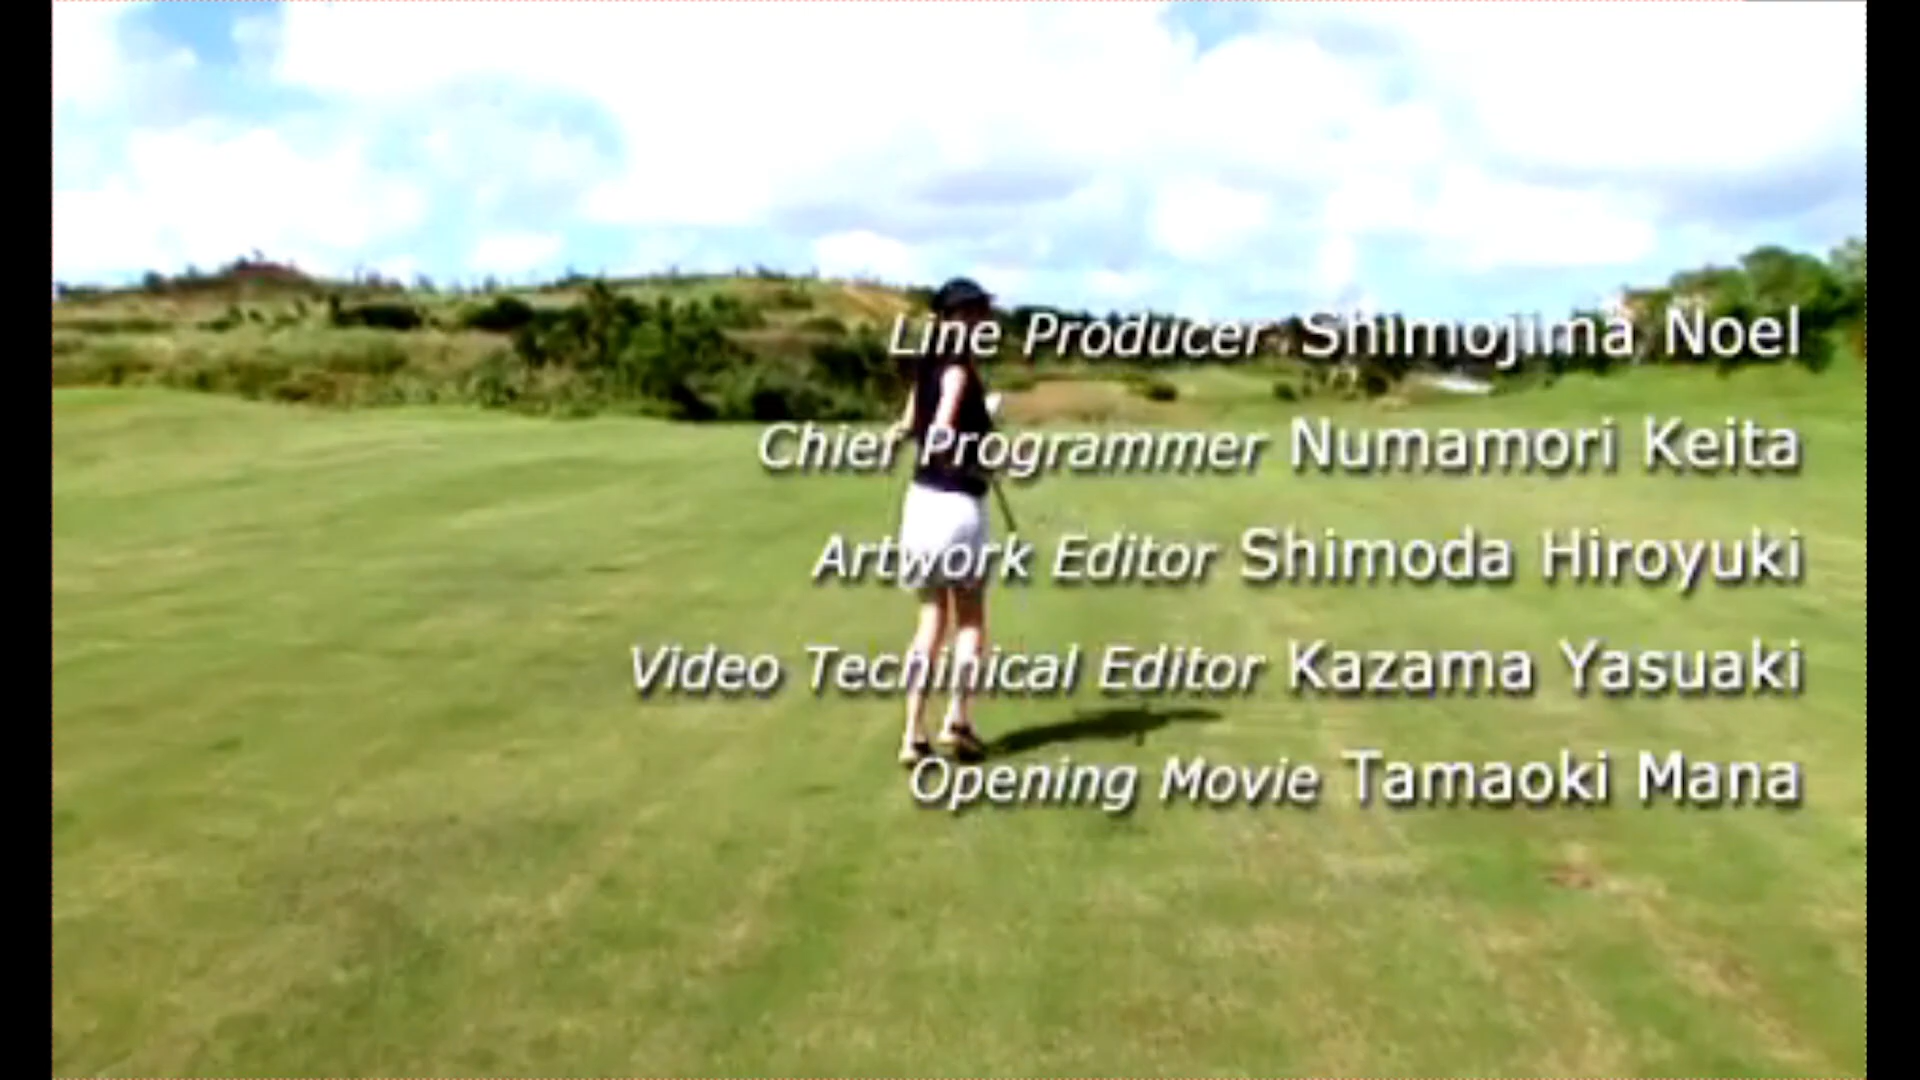 Line Producer Shimojima Noel
Chief Programmer Numamori Keita
Artwork Editor Shimoda Hiroyuki
Video Techinical Editor Kazama Yasuaki
Opening Movie Tamaoki Mana